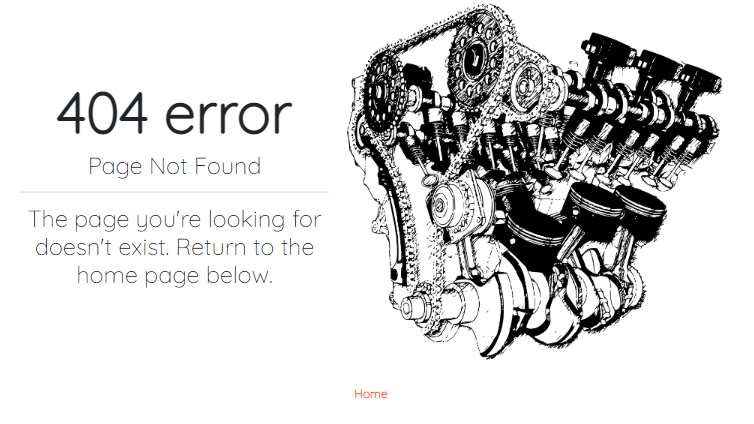 404 error
Page Not Found
The page you're looking for
doesn't exist. Return to the
home page below.
Home